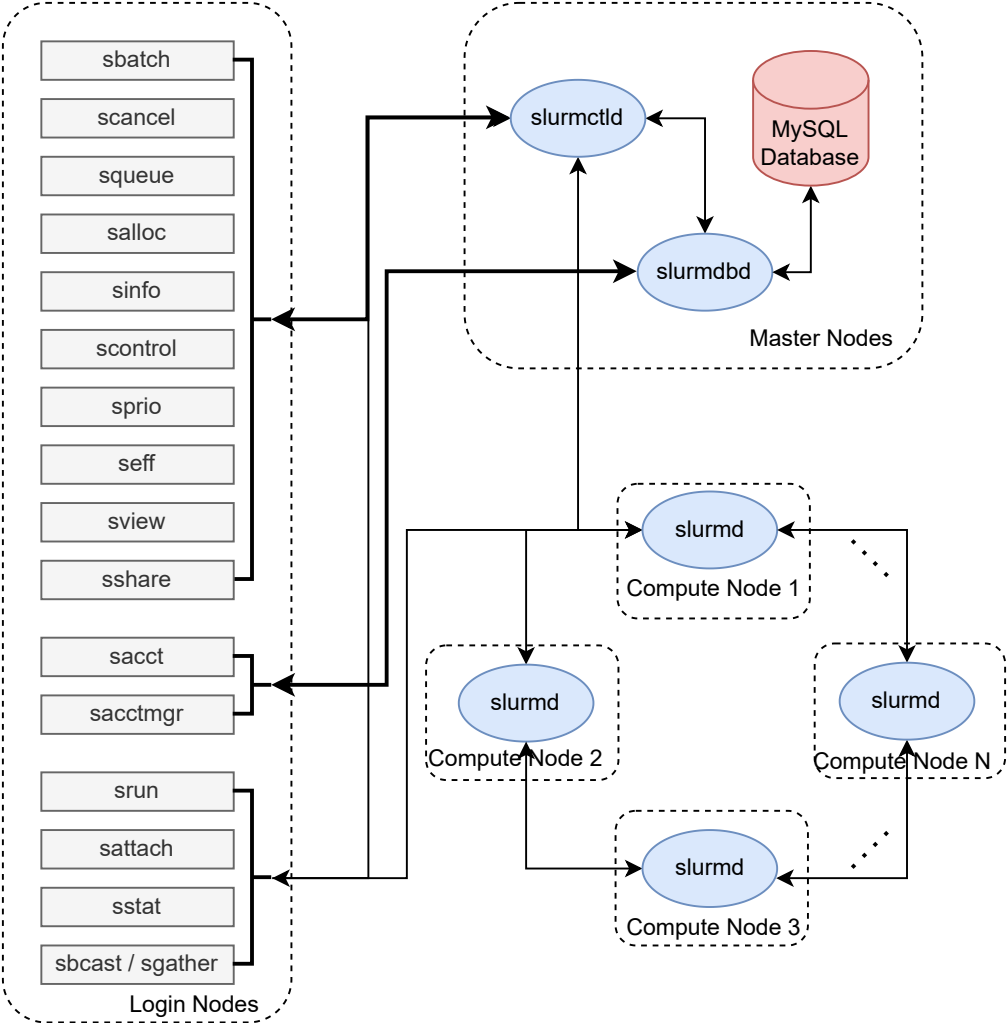 sbatch
scancel
squeue
salloc
sinfo
scontrol
sprio
seff
sview
sshare
sacct
sacctmgr
srun
sattach
sstat
sbcast / sgather
Login Nodes
slurmctld
MySQL
Database
slurmdbd
Master Nodes
slurmd
Compute Node 1
slurmd
Compute Node 2
slurmd
Compute Node N
slurmd
Compute Node 3